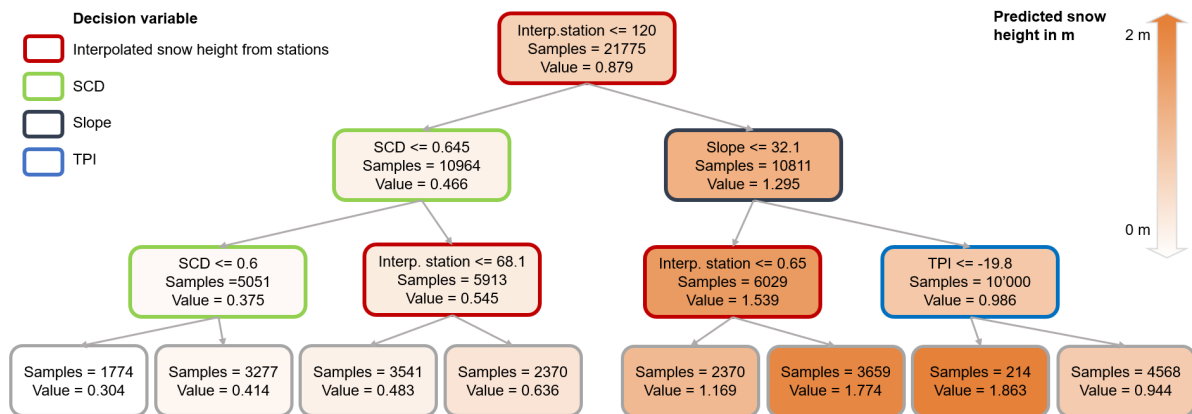 Decision variable
Interpolated snow height from stations
SCD
Slope
TPI
Interp.station <= 120
Samples = 21775
Value = 0.879
Predicted snow
height in m
2 m
0 m
SCD <= 0.645
Samples = 10964
Value = 0.466
Slope <= 32.1
Samples = 10811
Value = 1.295
SCD <= 0.6
Samples =5051
Value = 0.375
Interp. station <= 68.1
Samples = 5913
Value = 0.545
Interp. station <= 0.65
Samples = 6029
Value = 1.539
TPI <= -19.8
Samples = 10'000
Value = 0.986
Samples = 1774
Value = 0.304
Samples = 3277
Value = 0.414
Samples = 3541
Value = 0.483
Samples = 2370
Value = 0.636
Samples = 2370
Value = 1.169
Samples = 3659
Value = 1.774
Samples = 214
Value = 1.863
Samples = 4568
Value = 0.944